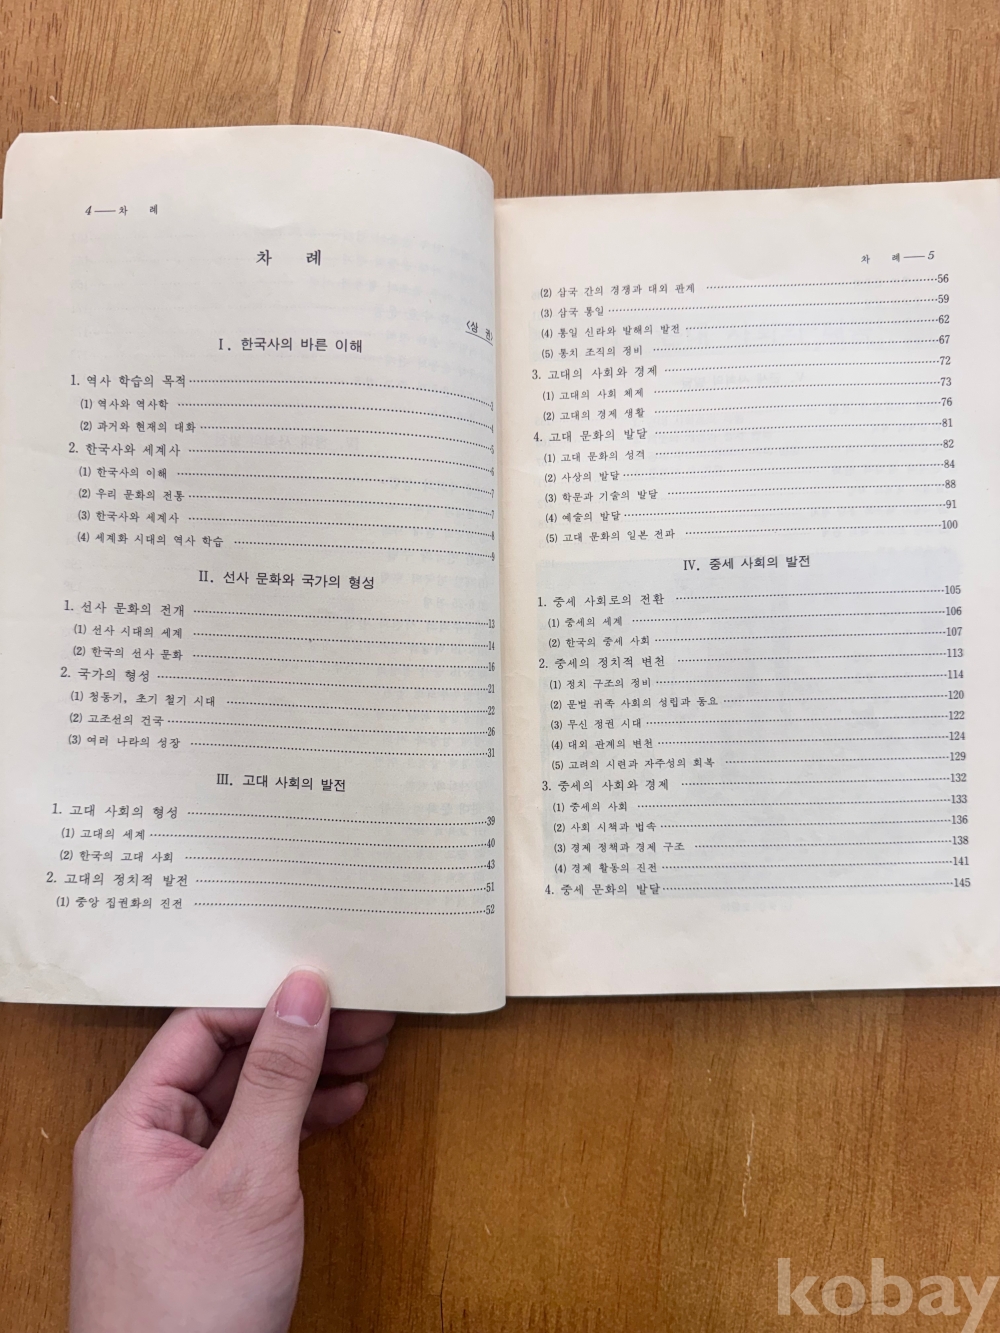 4 ── 차 례
차 례
<상 권>
Ⅰ. 한국사의 바른 이해
1. 역사 학습의 목적 ········ 3
(1) 역사와 역사학 ········ 4
(2) 과거와 현재의 대화 ········ 5
2. 한국사와 세계사 ········ 6
(1) 한국사의 이해 ········ 7
(2) 우리 문화의 전통 ········ 7
(3) 한국사와 세계사 ········ 8
(4) 세계화 시대의 역사 학습 ········ 9
Ⅱ. 선사 문화와 국가의 형성
1. 선사 문화의 전개 ········ 13
(1) 선사 시대의 세계 ········ 14
(2) 한국의 선사 문화 ········ 16
2. 국가의 형성 ········ 21
(1) 청동기, 초기 철기 시대 ········ 22
(2) 고조선의 건국 ········ 26
(3) 여러 나라의 성장 ········ 31
Ⅲ. 고대 사회의 발전
1. 고대 사회의 형성 ········ 39
(1) 고대의 세계 ········ 40
(2) 한국의 고대 사회 ········ 43
2. 고대의 정치적 발전 ········ 51
(1) 중앙 집권화의 진전 ········ 52
차 례 ── 5
(2) 삼국 간의 경쟁과 대외 관계 ········ 56
(3) 삼국 통일 ········ 59
(4) 통일 신라와 발해의 발전 ········ 62
(5) 통치 조직의 정비 ········ 67
3. 고대의 사회와 경제 ········ 72
(1) 고대의 사회 체제 ········ 73
(2) 고대의 경제 생활 ········ 76
4. 고대 문화의 발달 ········ 81
(1) 고대 문화의 성격 ········ 82
(2) 사상의 발달 ········ 84
(3) 학문과 기술의 발달 ········ 88
(4) 예술의 발달 ········ 91
(5) 고대 문화의 일본 전파 ········ 100
Ⅳ. 중세 사회의 발전
1. 중세 사회로의 전환 ········ 105
(1) 중세의 세계 ········ 106
(2) 한국의 중세 사회 ········ 107
2. 중세의 정치적 변천 ········ 113
(1) 정치 구조의 정비 ········ 114
(2) 문벌 귀족 사회의 성립과 동요 ········ 120
(3) 무신 정권 시대 ········ 122
(4) 대외 관계의 변천 ········ 124
(5) 고려의 시련과 자주성의 회복 ········ 129
3. 중세의 사회와 경제 ········ 132
(1) 중세의 사회 ········ 133
(2) 사회 시책과 법속 ········ 136
(3) 경제 정책과 경제 구조 ········ 138
(4) 경제 활동의 진전 ········ 141
4. 중세 문화의 발달 ········ 145
kobay